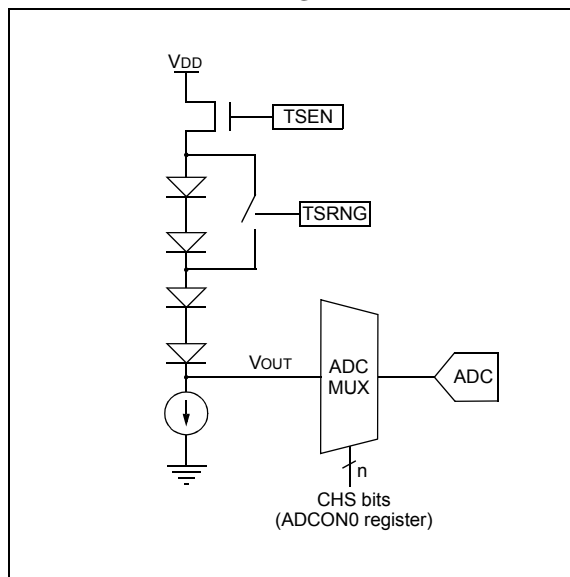 VDD
TSEN
TSRNG
VOUT
ADC
MUX
ADC
n
CHS bits
(ADCON0 register)